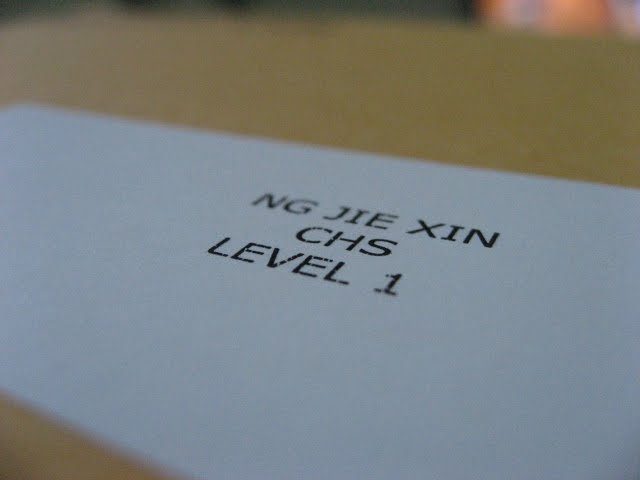 NG JIE XIN
CHS
LEVEL 1